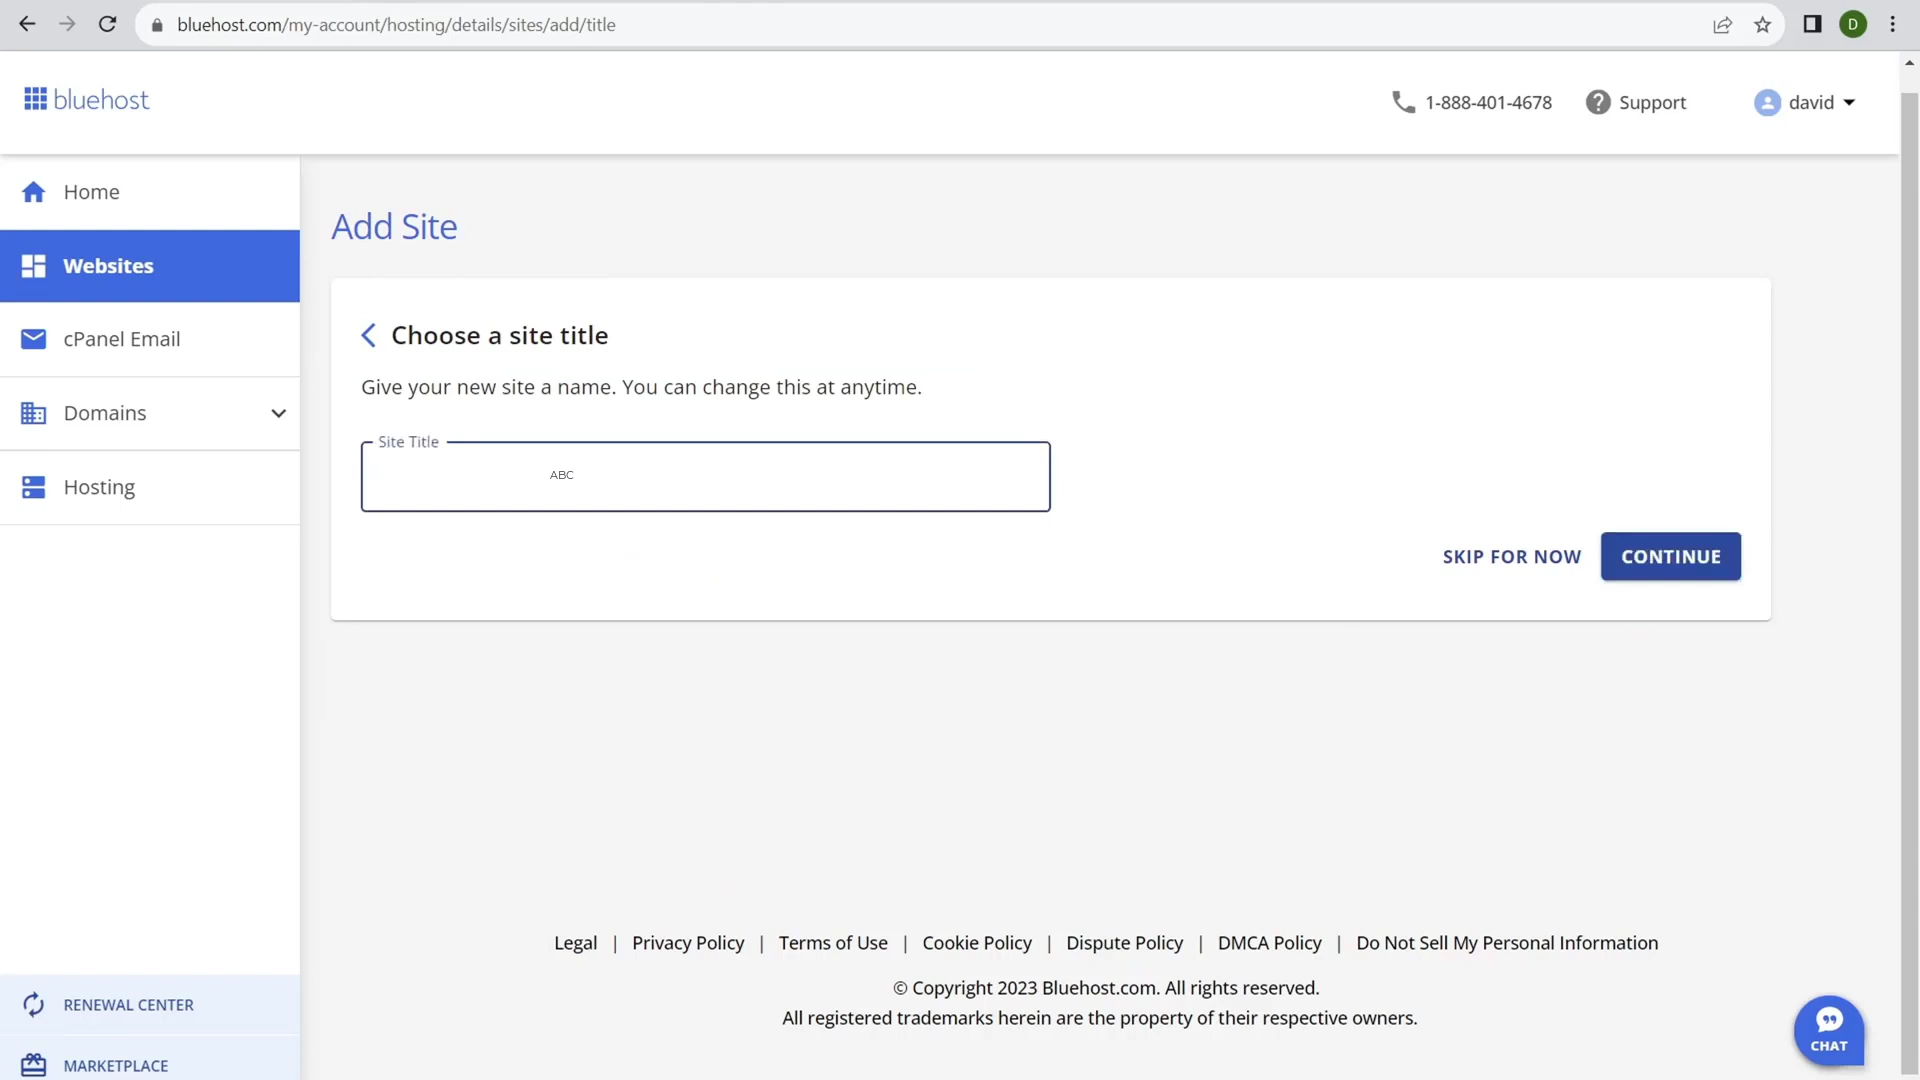 bluehost.com/my-account/hosting/details/sites/add/title
D
bluehost
1-888-401-4678
Support
david
Home
Websites
cPanel Email
Domains
Hosting
Add Site
Choose a site title
Give your new site a name. You can change this at anytime.
Site Title
ABC
SKIP FOR NOW
CONTINUE
Legal | Privacy Policy | Terms of Use | Cookie Policy | Dispute Policy | DMCA Policy | Do Not Sell My Personal Information
© Copyright 2023 Bluehost.com. All rights reserved.
All registered trademarks herein are the property of their respective owners.
RENEWAL CENTER
MARKETPLACE
CHAT